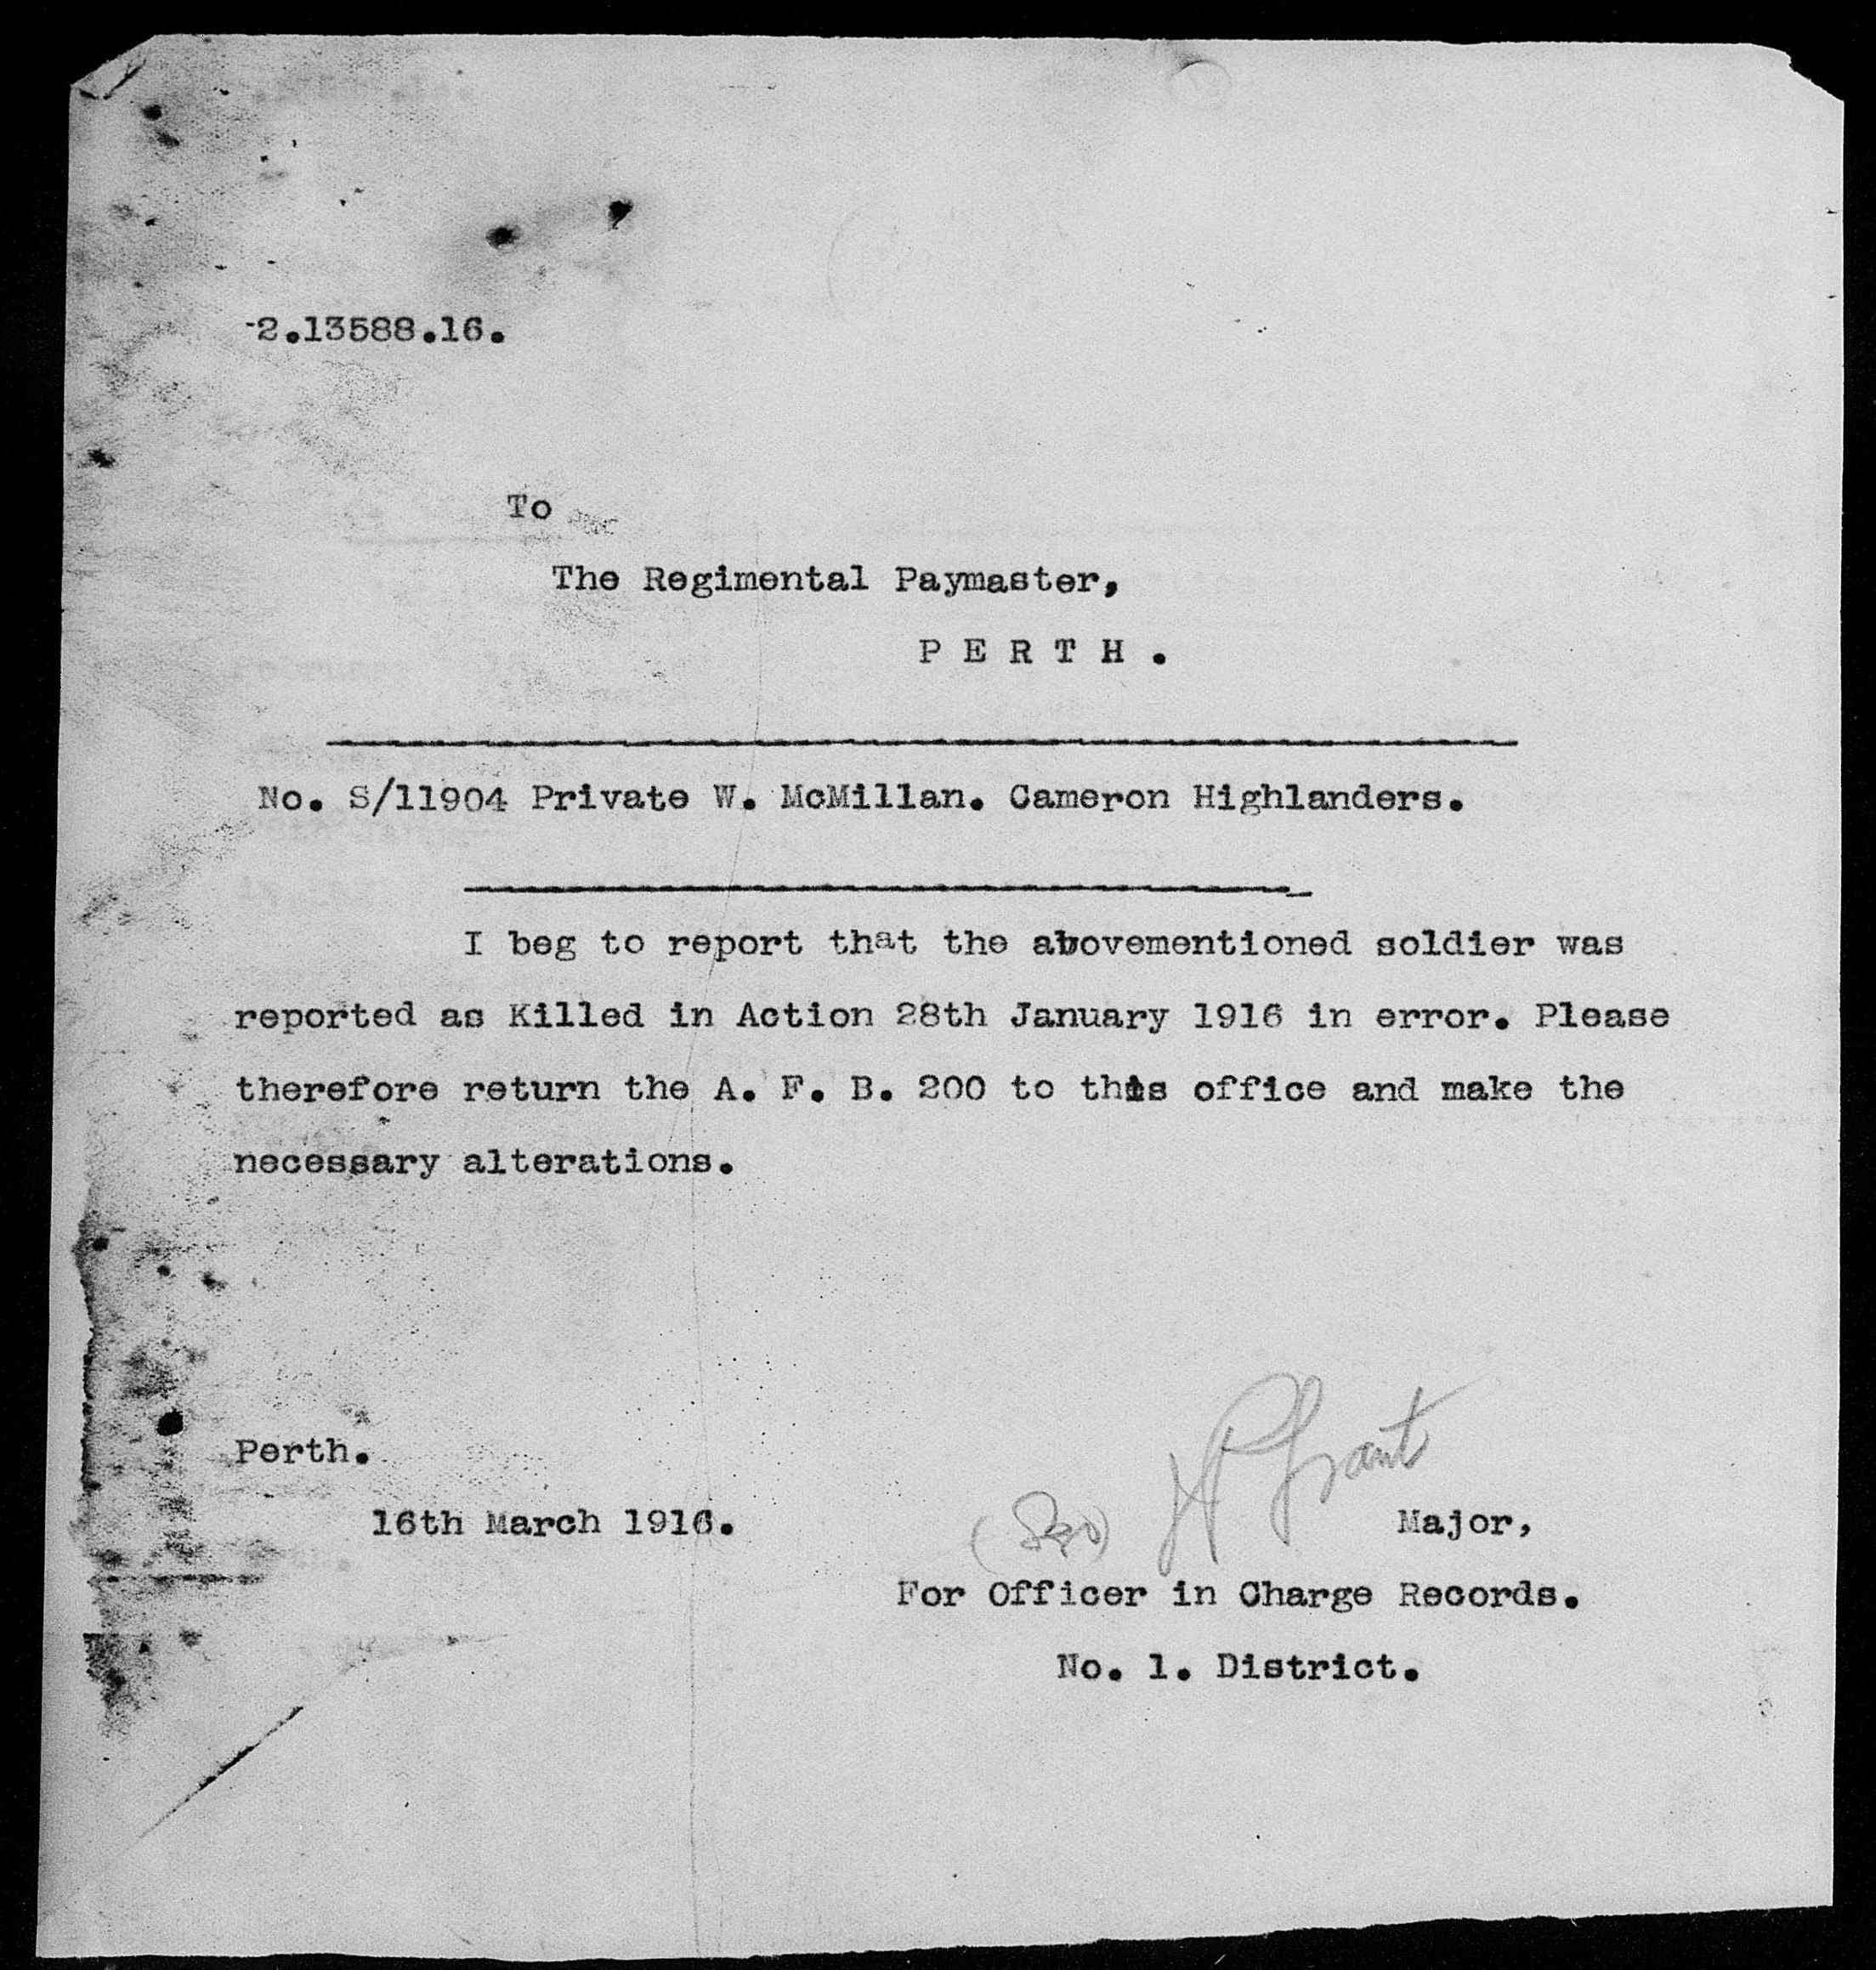 -2.13588.16.
To
The Regimental Paymaster,
P E R T H .
No. S/11904 Private W. McMillan. Cameron Highlanders.
I beg to report that the abovementioned soldier was
reported as Killed in Action 28th January 1916 in error. Please
therefore return the A. F. B. 200 to this office and make the
necessary alterations.
Perth.
16th March 1916.
Grant
Major,
For Officer in Charge Records.
No. 1. District.